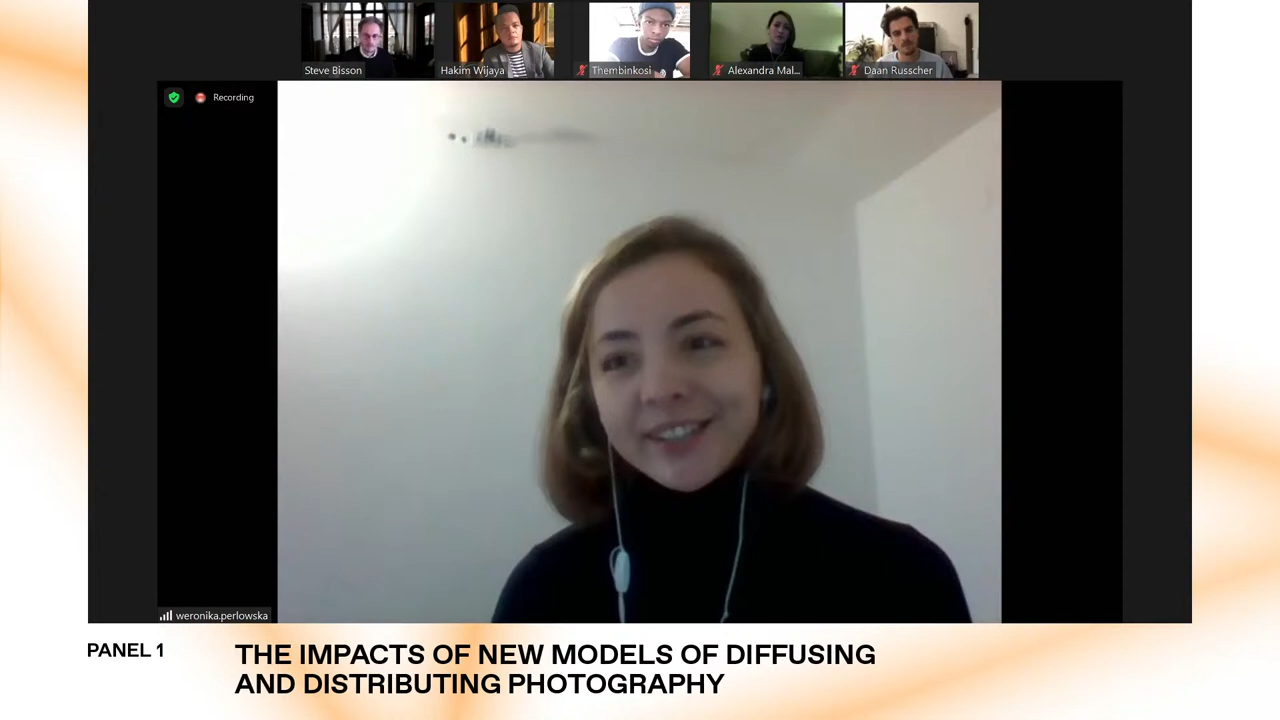 Steve Bisson
Hakim Wijaya
Thembinkosi
Alexandra Mal...
Daan Russcher
Recording
weronika.perlowska
PANEL 1
THE IMPACTS OF NEW MODELS OF DIFFUSING
AND DISTRIBUTING PHOTOGRAPHY